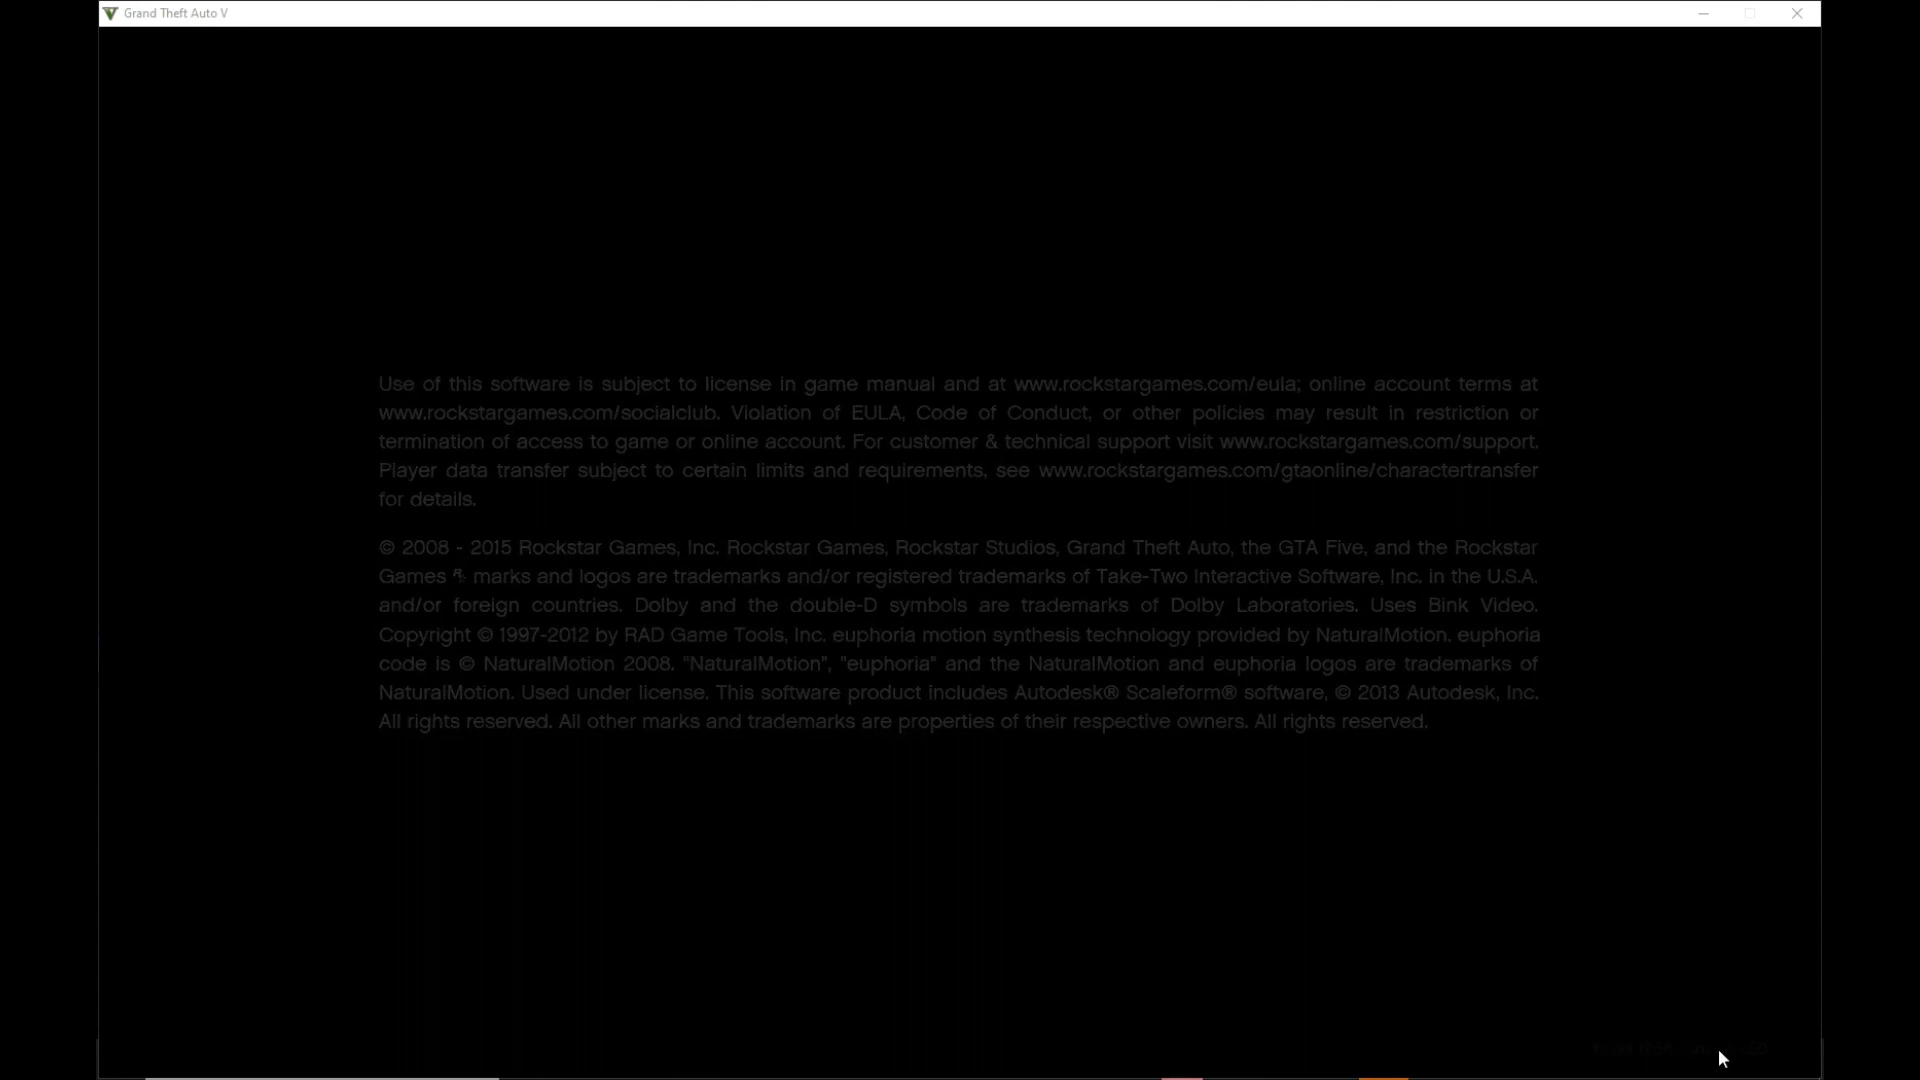 Grand Theft Auto V
Use of this software is subject to license in game manual and at www.rockstargames.com/eula; online account terms at
www.rockstargames.com/socialclub. Violation of EULA, Code of Conduct, or other policies may result in restriction or
termination of access to game or online account. For customer & technical support visit www.rockstargames.com/support.
Player data transfer subject to certain limits and requirements, see www.rockstargames.com/gtaonline/charactertransfer
for details.
© 2008 - 2015 Rockstar Games, Inc. Rockstar Games, Rockstar Studios, Grand Theft Auto, the GTA Five, and the Rockstar
Games R* marks and logos are trademarks and/or registered trademarks of Take-Two Interactive Software, Inc. in the U.S.A.
and/or foreign countries. Dolby and the double-D symbols are trademarks of Dolby Laboratories. Uses Bink Video.
Copyright © 1997-2012 by RAD Game Tools, Inc. euphoria motion synthesis technology provided by NaturalMotion. euphoria
code is © NaturalMotion 2008. "NaturalMotion", "euphoria" and the NaturalMotion and euphoria logos are trademarks of
NaturalMotion. Used under license. This software product includes Autodesk® Scaleform® software, © 2013 Autodesk, Inc.
All rights reserved. All other marks and trademarks are properties of their respective owners. All rights reserved.